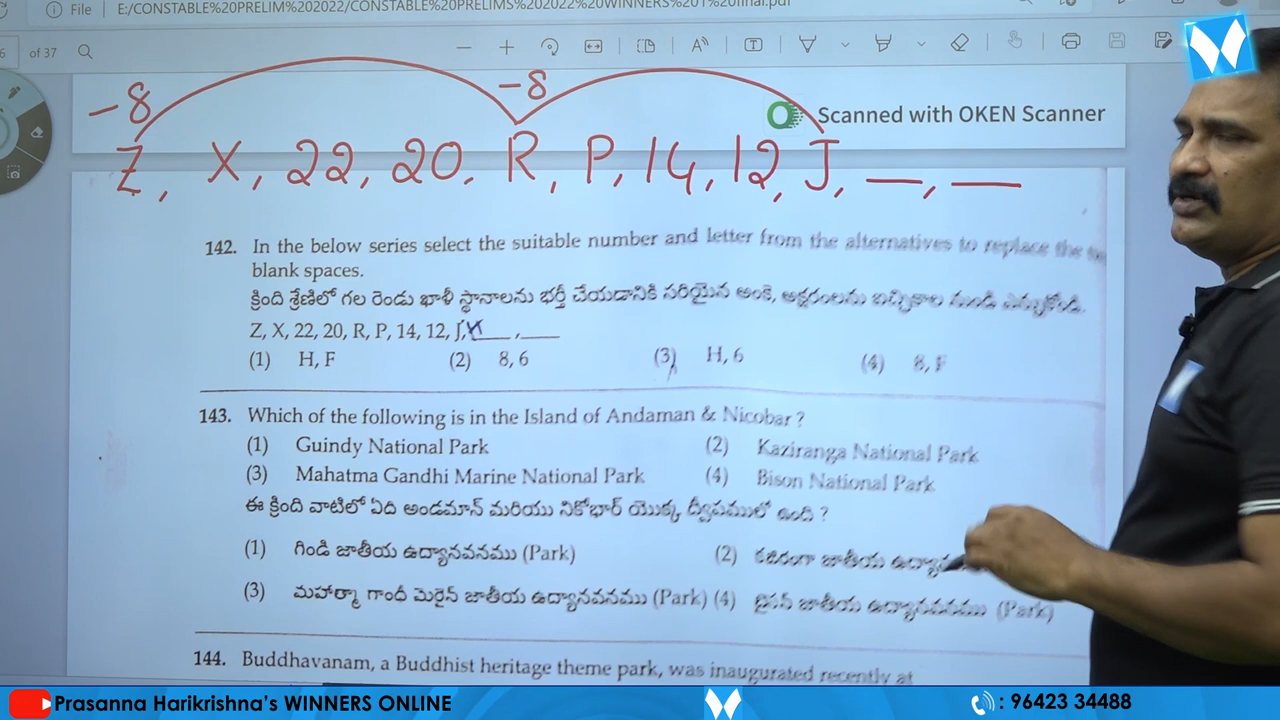 File | E:/CONSTABLE%20PRELIM%202022/CONSTABLE%20PRELIMS%202022%20WINNERS%201%20final.pdf
6 of 37
-8 -8
Scanned with OKEN Scanner
Z, X, 22, 20, R, P, 14, 12, J, __, __
142. In the below series select the suitable number and letter from the alternatives to replace the
blank spaces.
క్రింది శ్రేణిలో గల రెండు ఖాళీ స్థానాలను భర్తీ చేయడానికి సరియైన అంకె, అక్షరంలను ఐచ్ఛికాల నుండి ఎన్నుకోండి.
Z, X, 22, 20, R, P, 14, 12, J, ___, ___
(1) H, F (2) 8, 6 (3) H, 6 (4) 8, F
143. Which of the following is in the Island of Andaman & Nicobar ?
(1) Guindy National Park (2) Kaziranga National Park
(3) Mahatma Gandhi Marine National Park (4) Bison National Park
ఈ క్రింది వాటిలో ఏది అండమాన్ మరియు నికోభార్ యొక్క ద్వీపములో ఉంది ?
(1) గిండి జాతీయ ఉద్యానవనము (Park) (2) కజిరంగా జాతీయ
(3) మహాత్మా గాంధీ మెరైన్ జాతీయ ఉద్యానవనము (Park) (4) బైసన్ జాతీయ ఉద్యానవనము (Park)
144. Buddhavanam, a Buddhist heritage theme park, was inaugurated recently at
Prasanna Harikrishna's WINNERS ONLINE
: 96423 34488